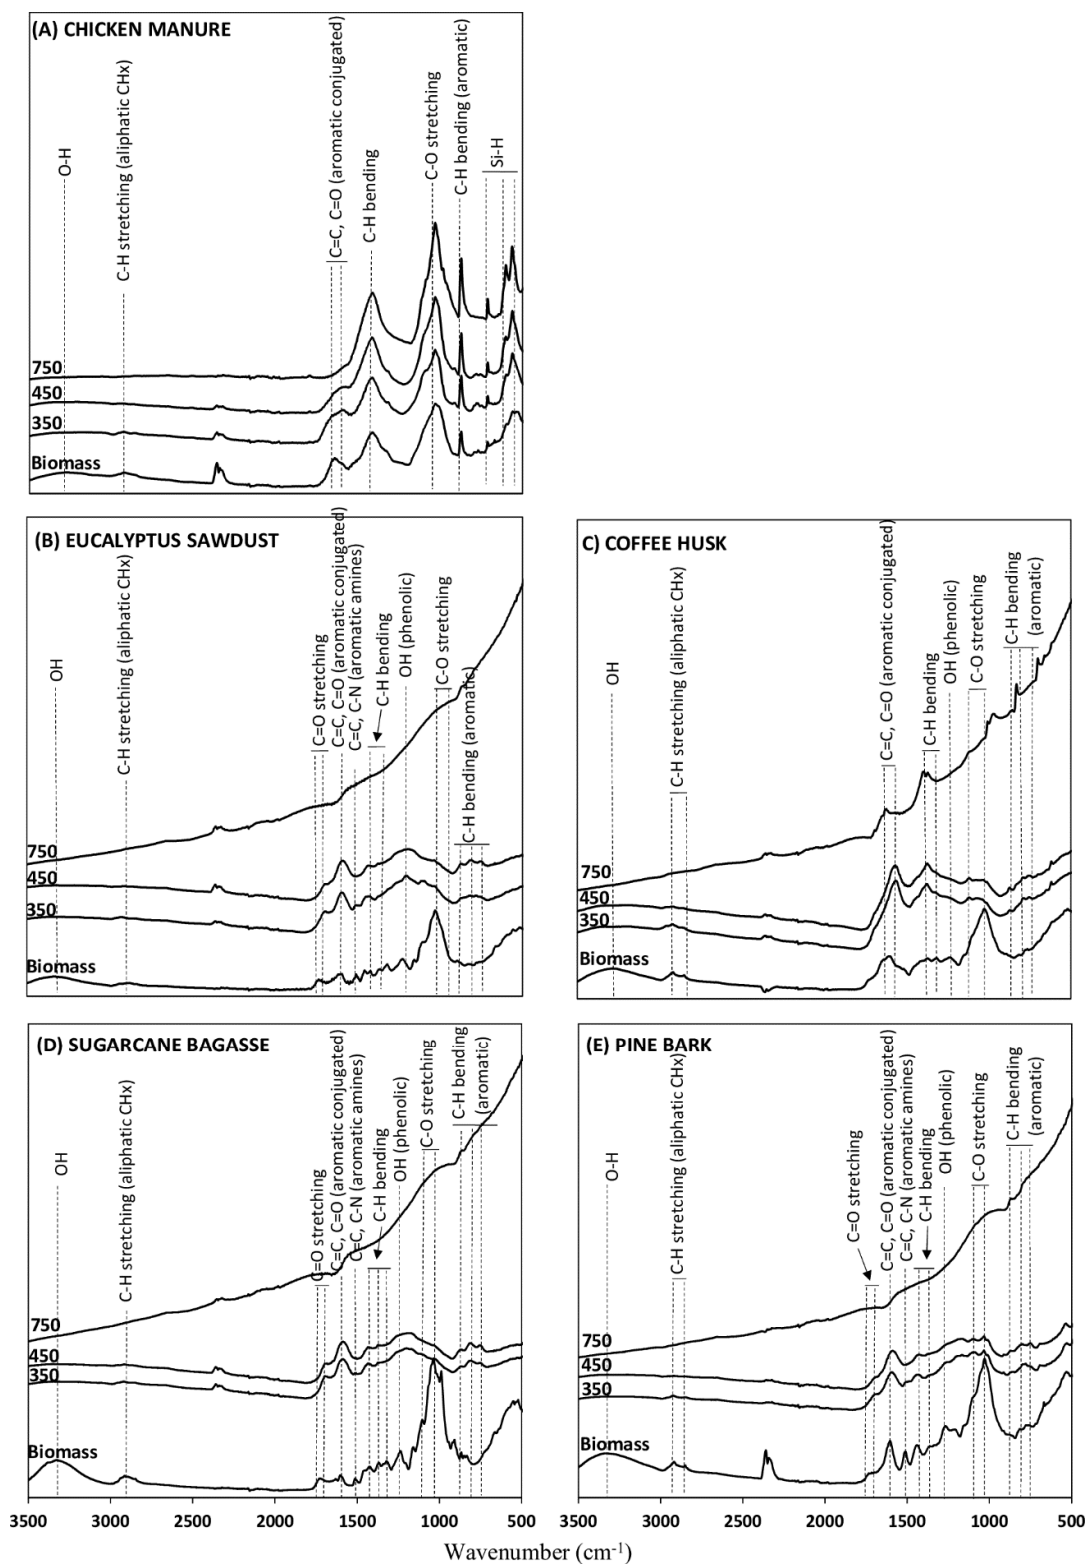 (A) CHICKEN MANURE
O-H
C-H stretching (aliphatic CHx)
C=C, C=O (aromatic conjugated)
C-H bending
C-O stretching
C-H bending (aromatic)
Si-H
750
450
350
Biomass
(B) EUCALYPTUS SAWDUST
OH
C-H stretching (aliphatic CHx)
C=O stretching
C=C, C=O (aromatic conjugated)
C=C, C-N (aromatic amines)
C-H bending
OH (phenolic)
C-O stretching
C-H bending (aromatic)
750
450
350
Biomass
C) COFFEE HUSK
OH
C-H stretching (aliphatic CHx)
C=C, C=O (aromatic conjugated)
C-H bending
OH (phenolic)
C-O stretching
C-H bending
(aromatic)
750
450
350
Biomass
(D) SUGARCANE BAGASSE
OH
C-H stretching (aliphatic CHx)
C=O stretching
C=C, C=O (aromatic conjugated)
C=C, C-N (aromatic amines)
C-H bending
OH (phenolic)
C-O stretching
C-H bending
(aromatic)
750
450
350
Biomass
3500 3000 2500 2000 1500 1000 500
(E) PINE BARK
O-H
C-H stretching (aliphatic CHx)
C=O stretching
C=C, C=O (aromatic conjugated)
C=C, C-N (aromatic amines)
C-H bending
OH (phenolic)
C-O stretching
C-H bending
(aromatic)
750
450
350
Biomass
3500 3000 2500 2000 1500 1000 500
Wavenumber (cm⁻¹)